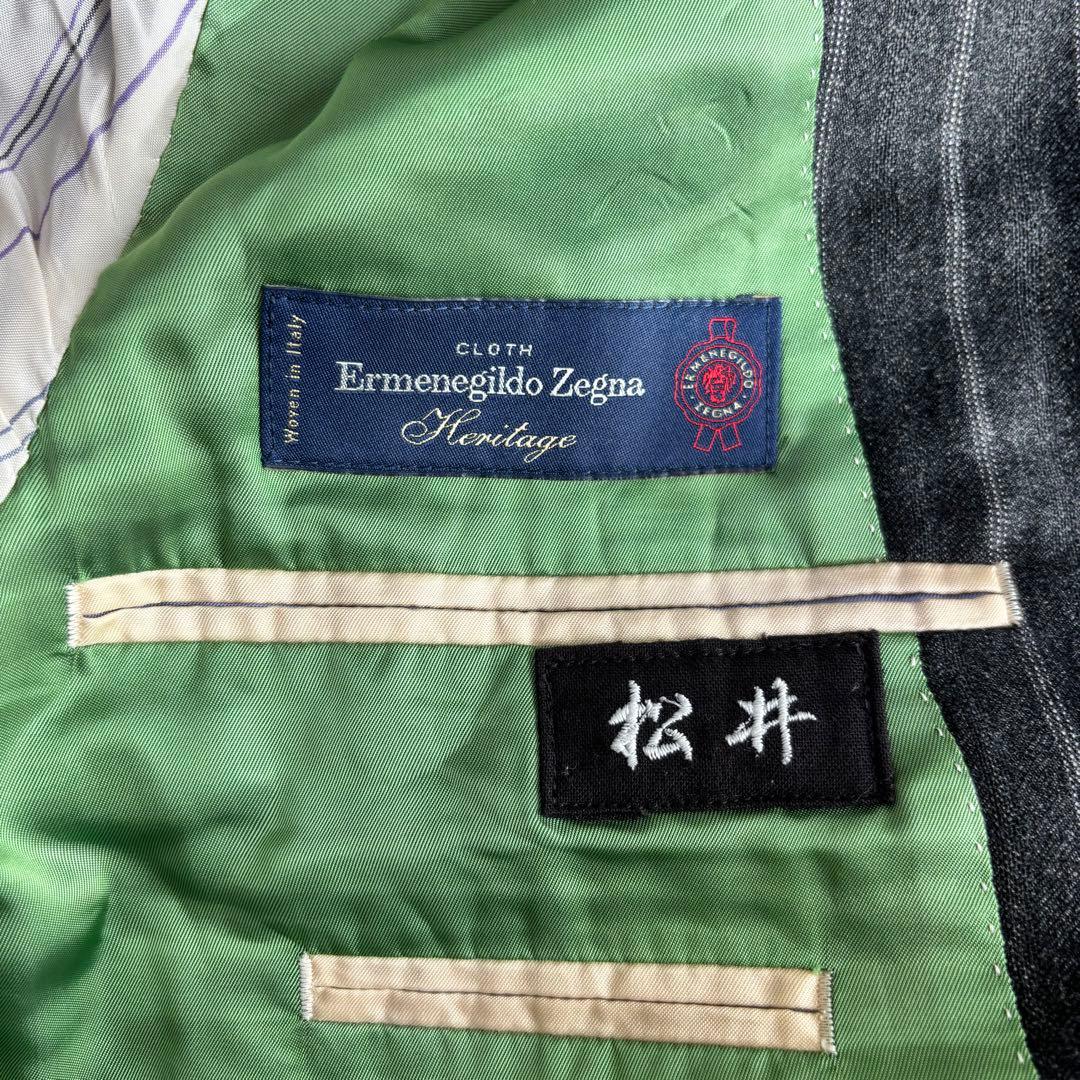 Woven in Italy
CLOTH
Ermenegildo Zegna
Heritage
ERMENEGILDO
ZEGNA
松井